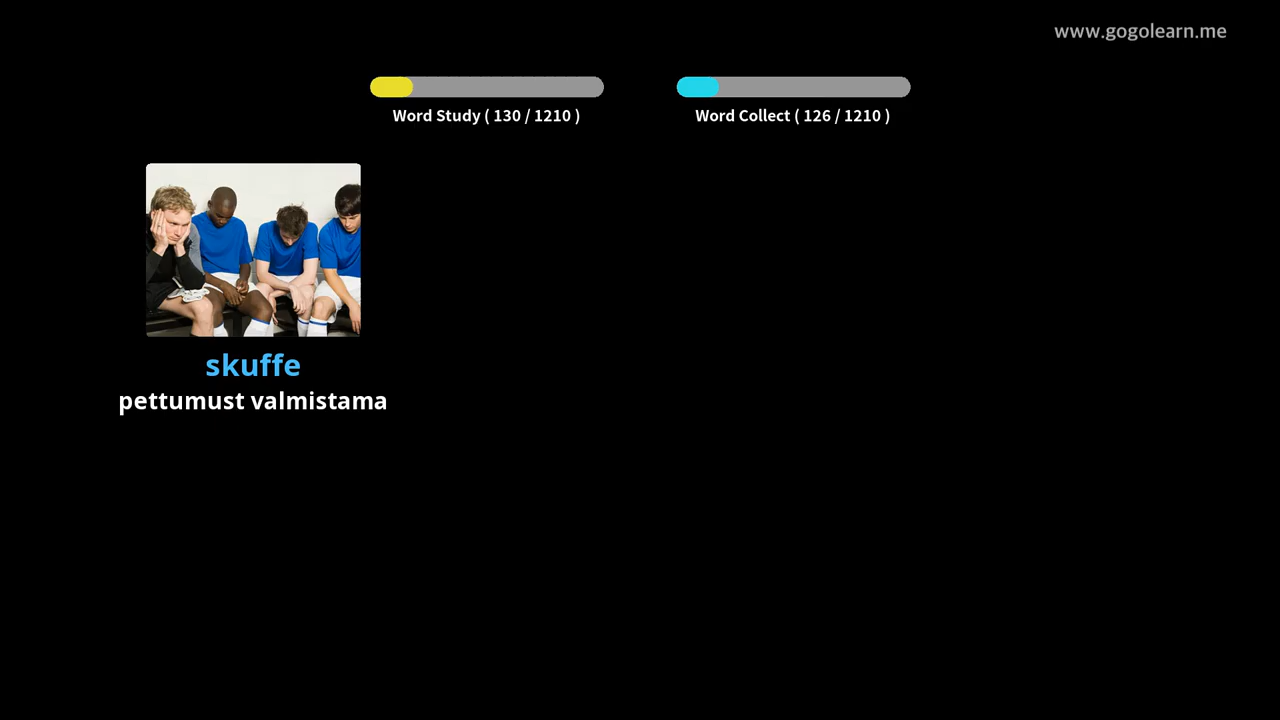 www.gogolearn.me
Word Study ( 130 / 1210 )
Word Collect ( 126 / 1210 )
skuffe
pettumust valmistama